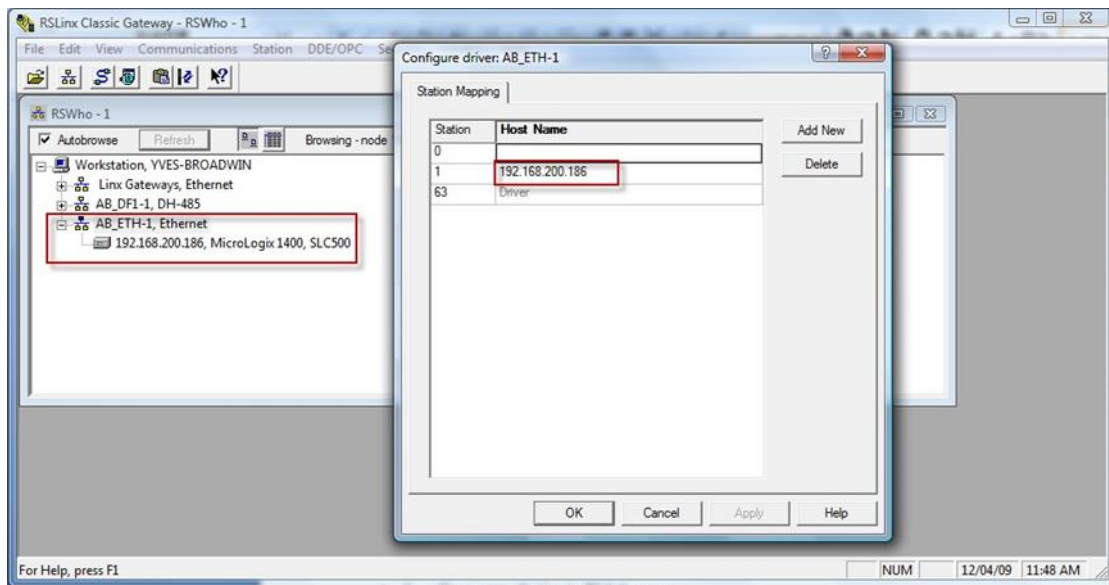 RSLinx Classic Gateway - RSWho - 1
File Edit View Communications Station DDE/OPC
RSWho - 1
Autobrowse Refresh Browsing - node
Workstation, YVES-BROADWIN
Linx Gateways, Ethernet
AB_DF1-1, DH-485
AB_ETH-1, Ethernet
192.168.200.186, MicroLogix 1400, SLC500
Configure driver: AB_ETH-1
Station Mapping
Station Host Name
0
1 192.168.200.186
63 Driver
Add New
Delete
OK Cancel Apply Help
For Help, press F1
NUM 12/04/09 11:48 AM